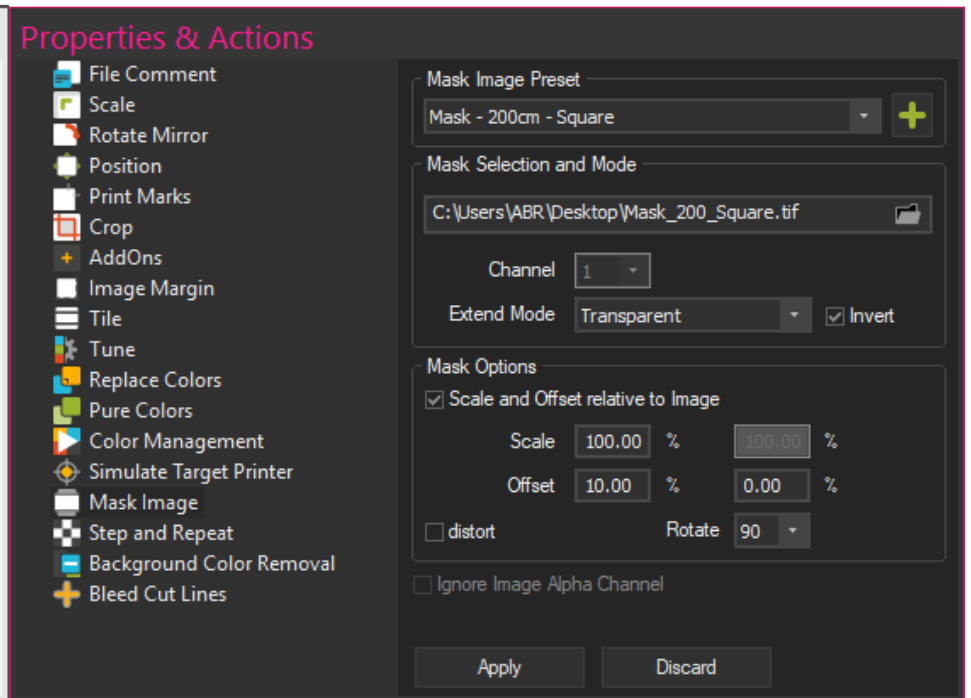 Properties & Actions
File Comment
Scale
Rotate Mirror
Position
Print Marks
Crop
AddOns
Image Margin
Tile
Tune
Replace Colors
Pure Colors
Color Management
Simulate Target Printer
Mask Image
Step and Repeat
Background Color Removal
Bleed Cut Lines
Mask Image Preset
Mask - 200cm - Square
Mask Selection and Mode
C:\Users\ABR\Desktop\Mask_200_Square.tif
Channel 1
Extend Mode Transparent Invert
Mask Options
Scale and Offset relative to Image
Scale 100.00 % 100.00 %
Offset 10.00 % 0.00 %
distort Rotate 90
Ignore Image Alpha Channel
Apply Discard